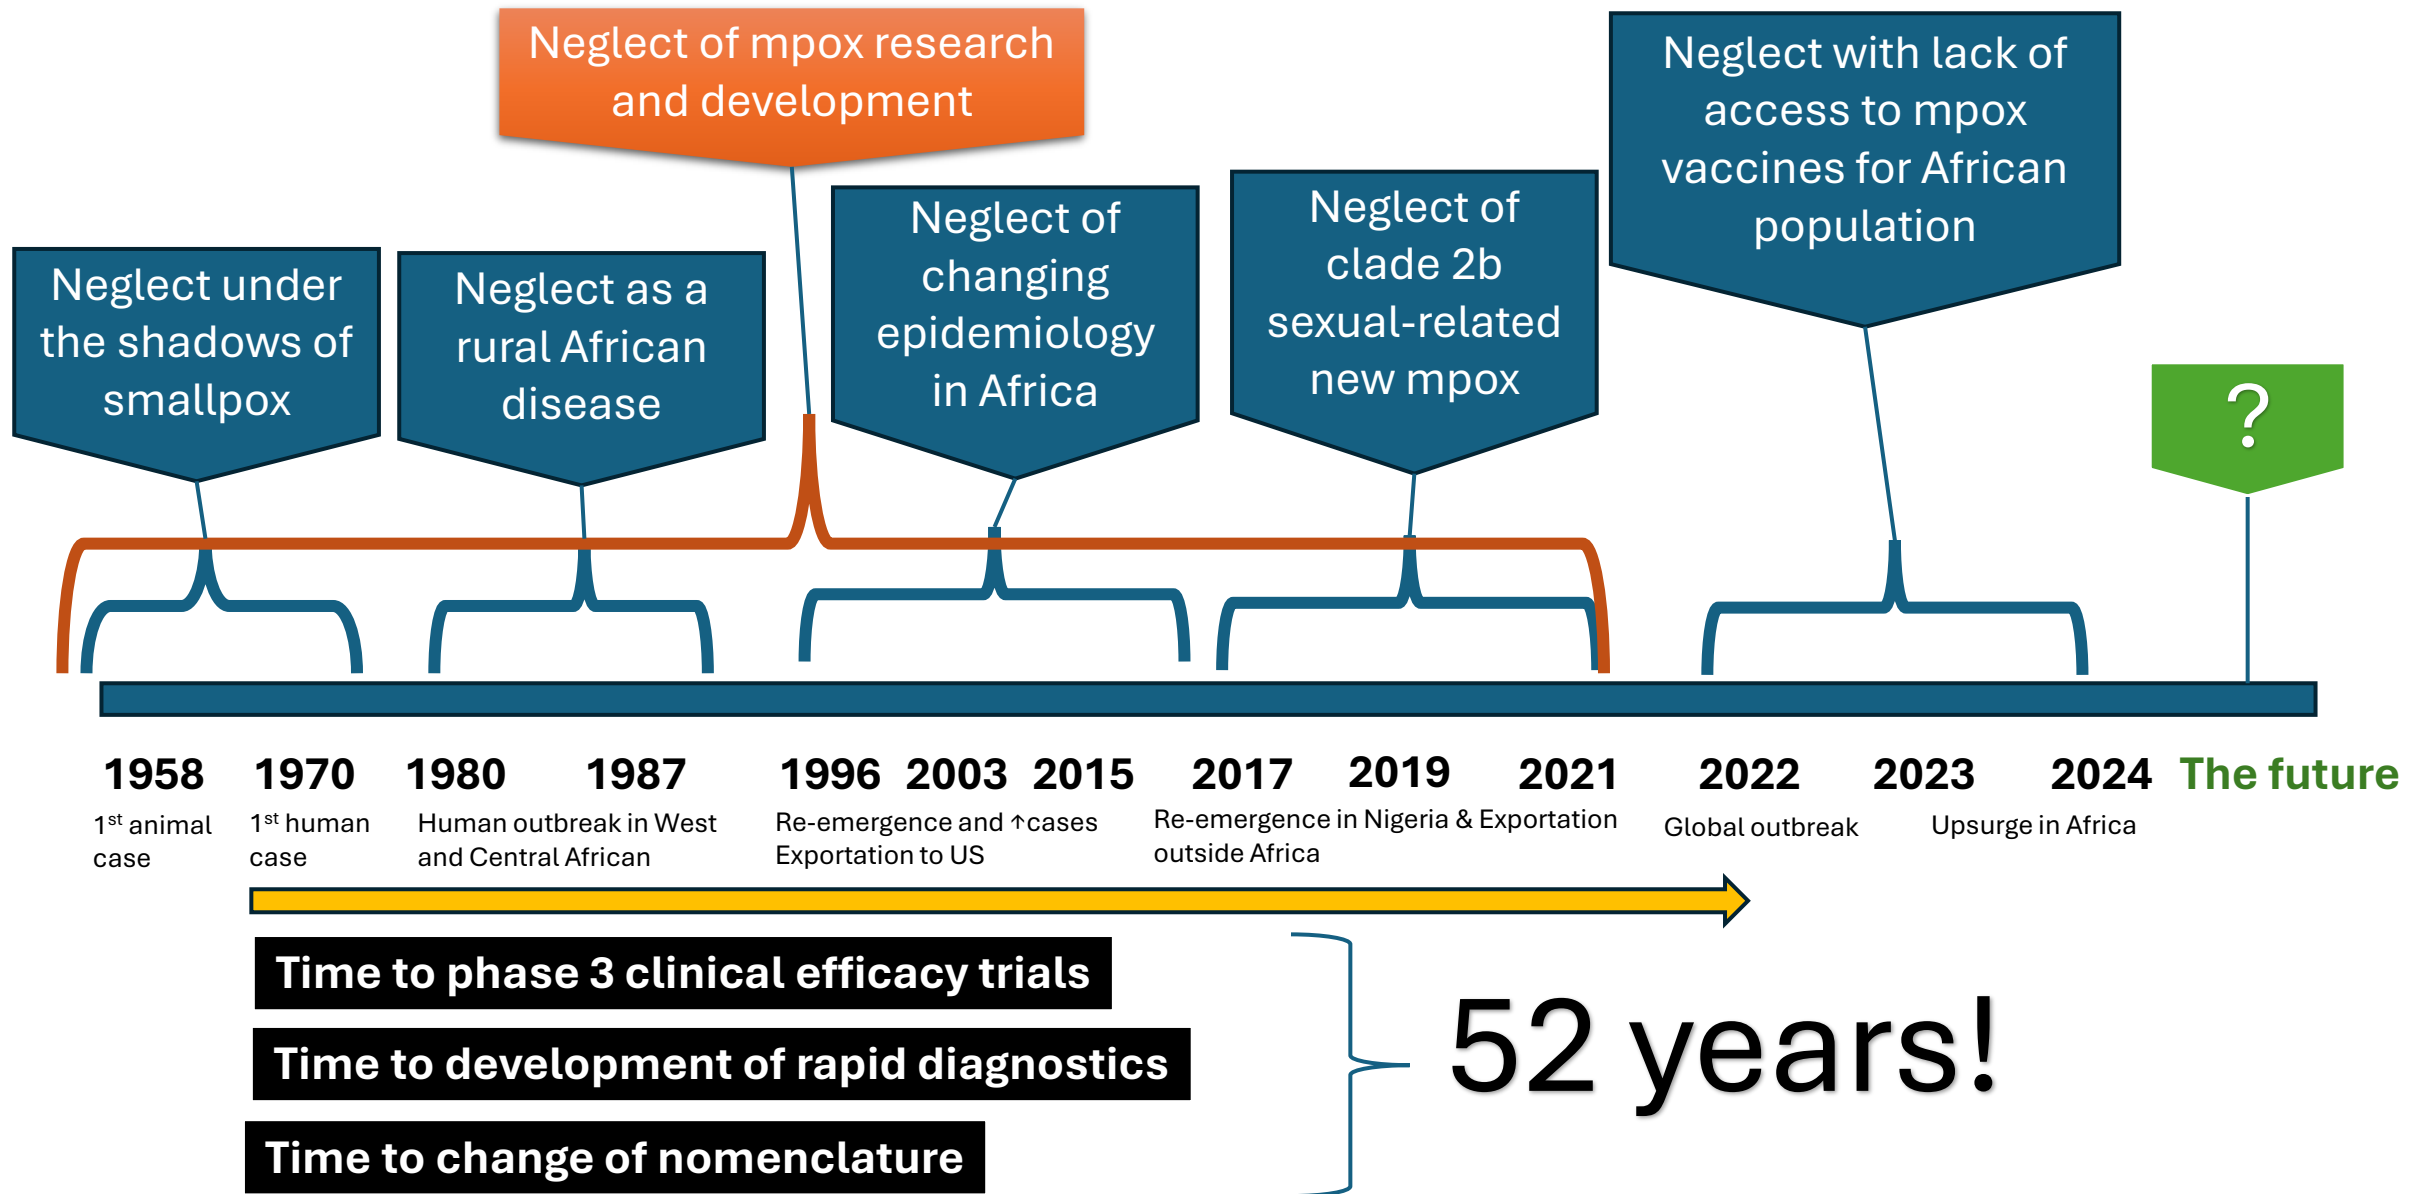 Neglect of mpox research
and development
Neglect with lack of
access to mpox
vaccines for African
population
Neglect under
the shadows of
smallpox
Neglect as a
rural African
disease
Neglect of
changing
epidemiology
in Africa
Neglect of
clade 2b
sexual-related
new mpox
?
1958 1970 1980 1987 1996 2003 2015 2017 2019 2021 2022 2023 2024 The future
1st animal
case
1st human
case
Human outbreak in West
and Central African
Re-emergence and ↑cases
Exportation to US
Re-emergence in Nigeria & Exportation
outside Africa
Global outbreak
Upsurge in Africa
Time to phase 3 clinical efficacy trials
Time to development of rapid diagnostics
Time to change of nomenclature
52 years!